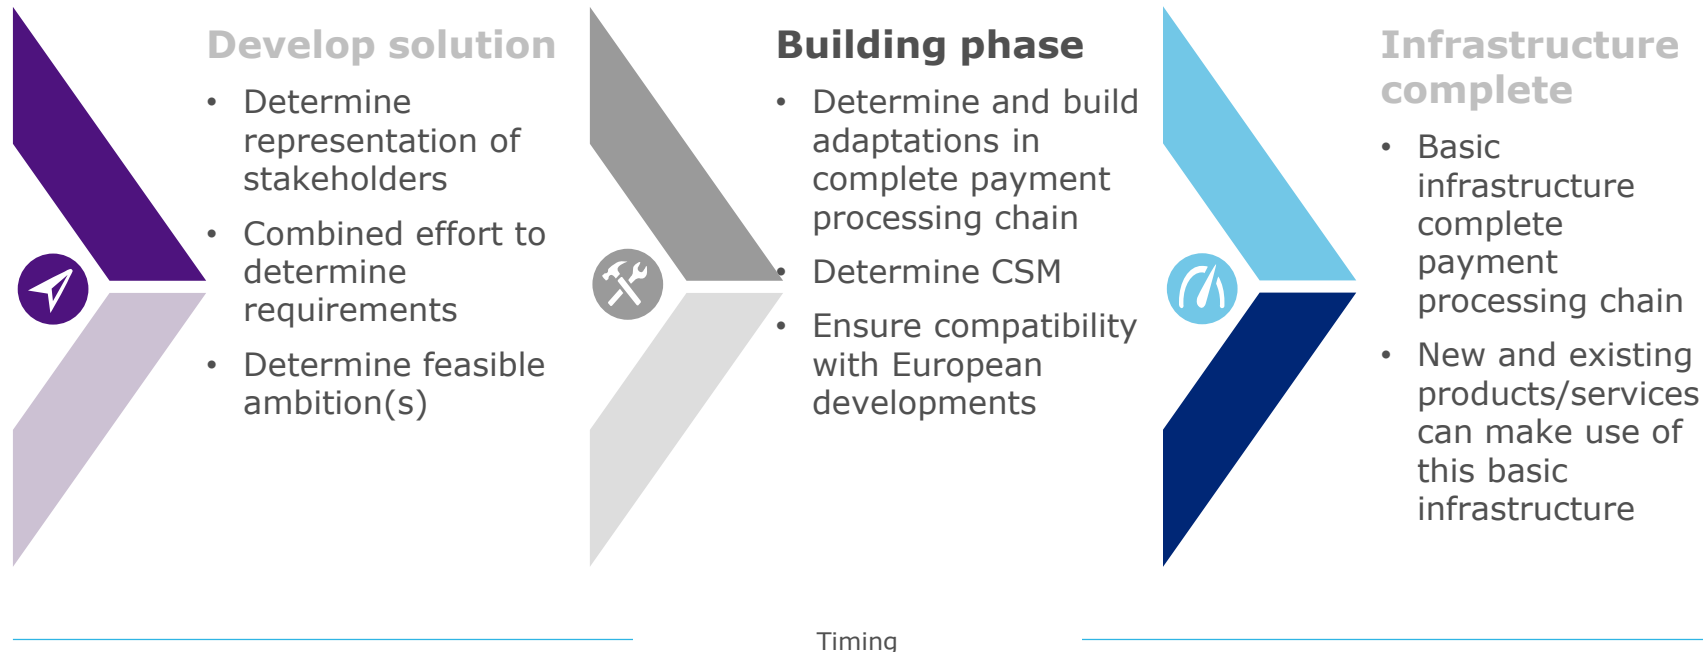 Develop solution
• Determine
representation of
stakeholders
• Combined effort to
determine
requirements
• Determine feasible
ambition(s)
Building phase
• Determine and build
adaptations in
complete payment
processing chain
• Determine CSM
• Ensure compatibility
with European
developments
Infrastructure
complete
• Basic
infrastructure
complete
payment
processing chain
• New and existing
products/services
can make use of
this basic
infrastructure
Timing